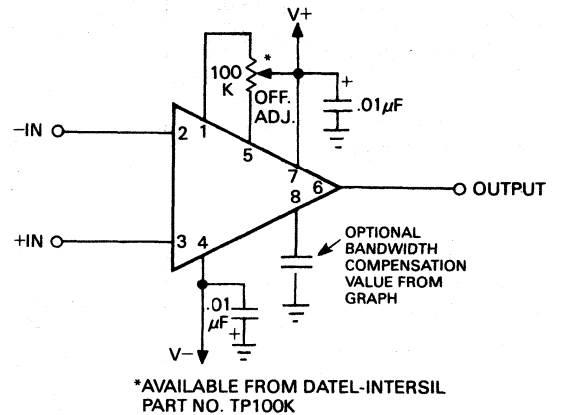 V+
100
K
*
OFF.
ADJ.
+
.01µF
-IN
2
1
5
7
6
8
OUTPUT
+IN
3
4
OPTIONAL
BANDWIDTH
COMPENSATION
VALUE FROM
GRAPH
.01
µF
+
V-
*AVAILABLE FROM DATEL-INTERSIL
PART NO. TP100K